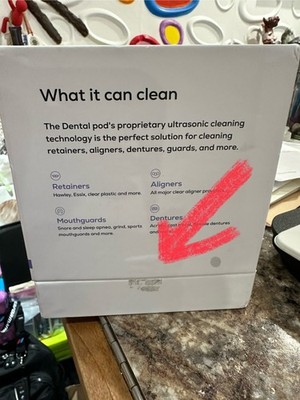 What it can clean
The Dental pod's proprietary ultrasonic cleaning
technology is the perfect solution for cleaning
retainers, aligners, dentures, guards, and more.
Retainers
Hawley, Essix, clear plastic and more.
Aligners
All major clear aligner
Mouthguards
Snore and sleep apnea, grind, sports
mouthguards and more.
Dentures
dentures